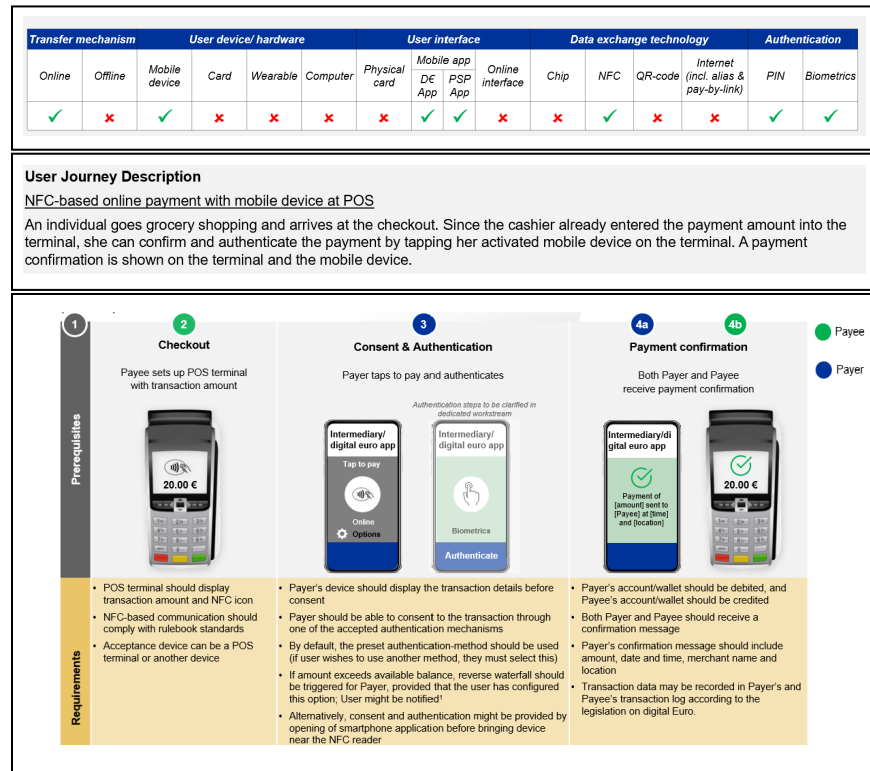 Transfer mechanism User device/ hardware User interface Data exchange technology Authentication
Online Offline Mobile device Card Wearable Computer Physical card Mobile app Online interface Chip NFC QR-code Internet (incl. alias & pay-by-link) PIN Biometrics
D€ App PSP App
User Journey Description
NFC-based online payment with mobile device at POS
An individual goes grocery shopping and arrives at the checkout. Since the cashier already entered the payment amount into the
terminal, she can confirm and authenticate the payment by tapping her activated mobile device on the terminal. A payment
confirmation is shown on the terminal and the mobile device.
1
Prerequisites
2
Checkout
Payee sets up POS terminal
with transaction amount
20.00 €
3
Consent & Authentication
Payer taps to pay and authenticates
Authentication steps to be clarified in
dedicated workstream
Intermediary/
digital euro app
Tap to pay
Online
Options
Intermediary/
digital euro app
Biometrics
Authenticate
4a
4b
Payment confirmation
Both Payer and Payee
receive payment confirmation
Intermediary/di
gital euro app
Payment of
[amount] sent to
[Payee] at [time]
and [location]
20.00 €
Payee
Payer
Requirements
• POS terminal should display
transaction amount and NFC icon
• NFC-based communication should
comply with rulebook standards
• Acceptance device can be a POS
terminal or another device
• Payer's device should display the transaction details before
consent
• Payer should be able to consent to the transaction through
one of the accepted authentication mechanisms
• By default, the preset authentication-method should be used
(if user wishes to use another method, they must select this)
• If amount exceeds available balance, reverse waterfall should
be triggered for Payer, provided that the user has configured
this option; User might be notified¹
• Alternatively, consent and authentication might be provided by
opening of smartphone application before bringing device
near the NFC reader
• Payer's account/wallet should be debited, and
Payee's account/wallet should be credited
• Both Payer and Payee should receive a
confirmation message
• Payer's confirmation message should include
amount, date and time, merchant name and
location
• Transaction data may be recorded in Payer's and
Payee's transaction log according to the
legislation on digital Euro.